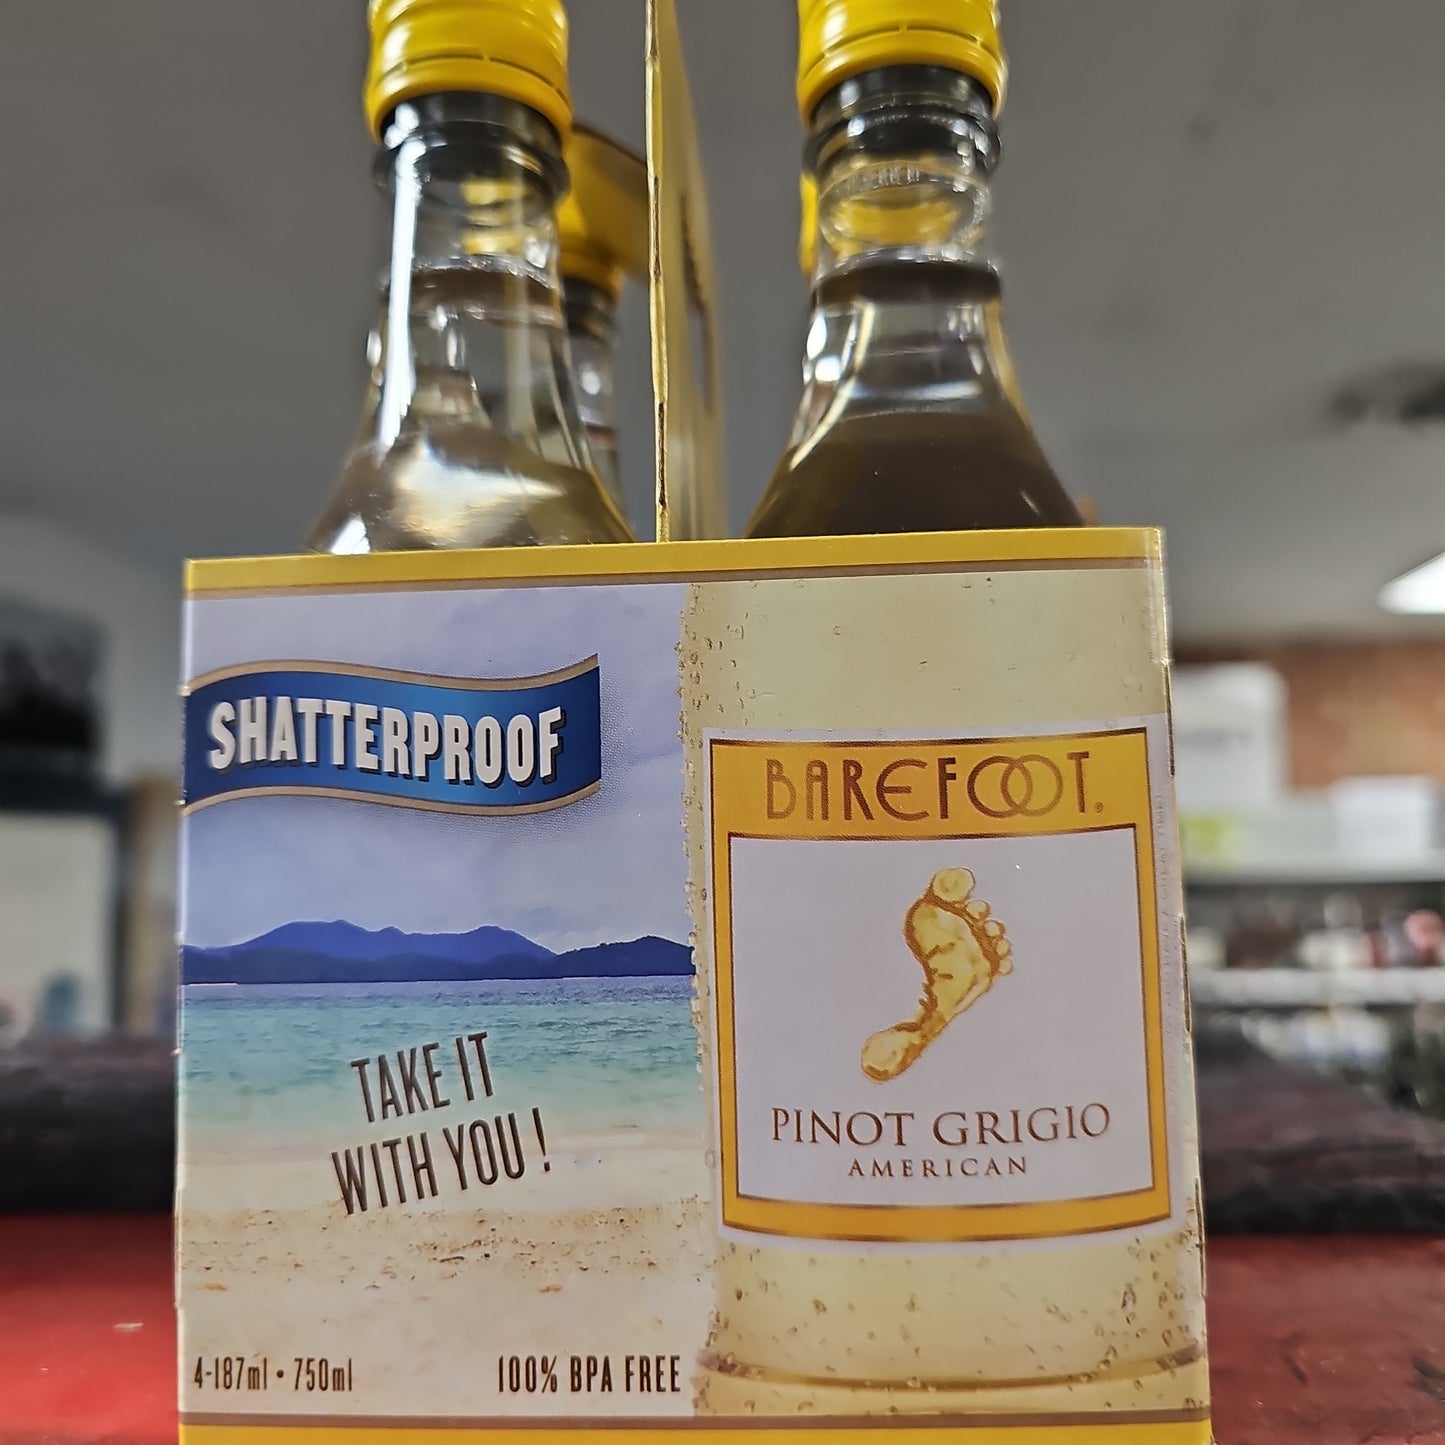 SHATTERPROOF
TAKE IT
WITH YOU!
4-187ml • 750ml
100% BPA FREE
BAREFOOT®
PINOT GRIGIO
AMERICAN